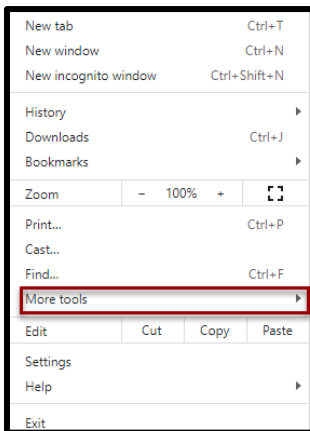 New tab Ctrl+T
New window Ctrl+N
New incognito window Ctrl+Shift+N
History
Downloads Ctrl+J
Bookmarks
Zoom - 100% +
Print... Ctrl+P
Cast...
Find... Ctrl+F
More tools
Edit Cut Copy Paste
Settings
Help
Exit